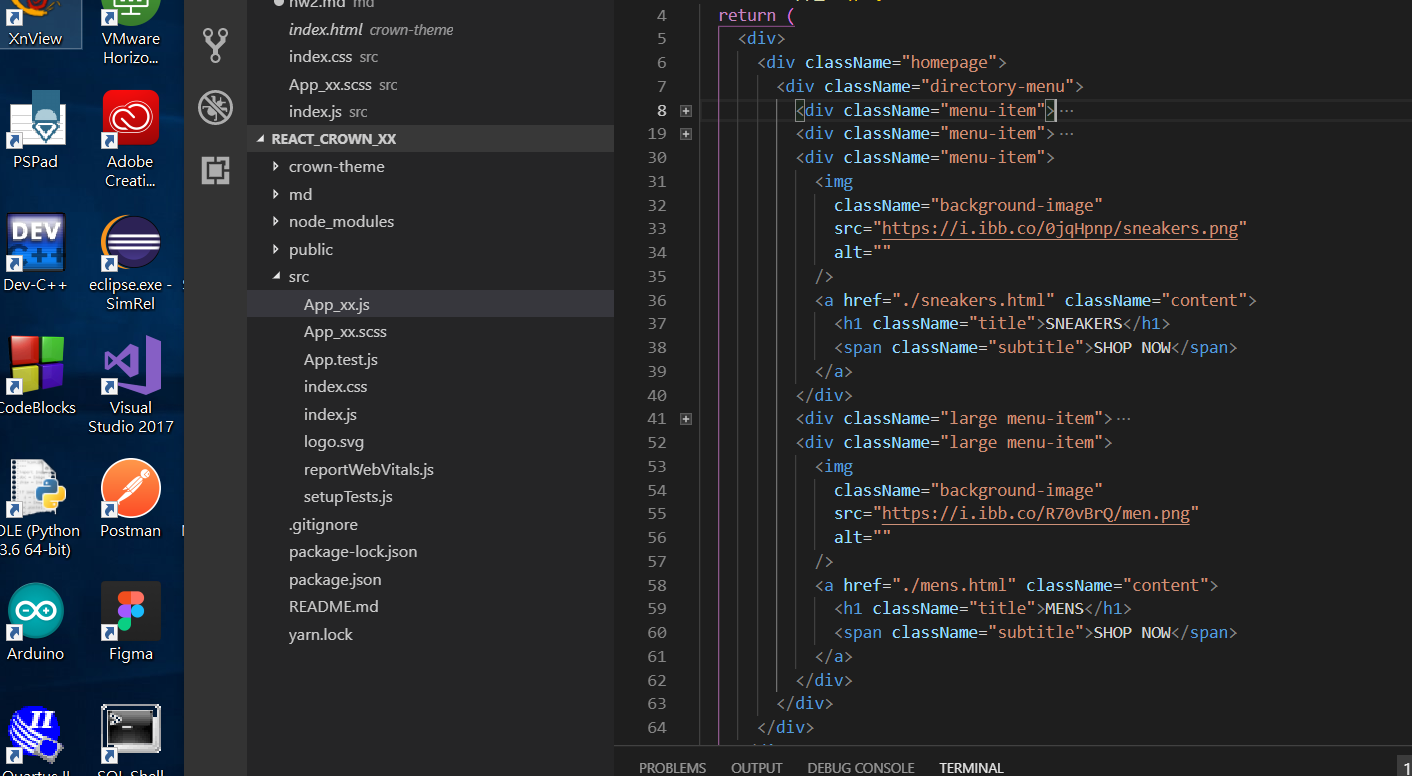 XnView
VMware
Horizo...
PSPad
Adobe
Creati...
DEV
C++
Dev-C++
eclipse.exe -
SimRel
CodeBlocks
Visual
Studio 2017
DLE (Python
3.6 64-bit)
Postman
Arduino
Figma
Quartus II
SQL Shell
hw2.md md
index.html crown-theme
index.css src
App_xx.scss src
index.js src
REACT_CROWN_XX
crown-theme
md
node_modules
public
src
App_xx.js
App_xx.scss
App.test.js
index.css
index.js
logo.svg
reportWebVitals.js
setupTests.js
.gitignore
package-lock.json
package.json
README.md
yarn.lock
4 return (
5 <div>
6 <div className="homepage">
7 <div className="directory-menu">
8 <div className="menu-item">...
19 <div className="menu-item">...
30 <div className="menu-item">
31 <img
32 className="background-image"
33 src="https://i.ibb.co/0jqHpnp/sneakers.png"
34 alt=""
35 />
36 <a href="./sneakers.html" className="content">
37 <h1 className="title">SNEAKERS</h1>
38 <span className="subtitle">SHOP NOW</span>
39 </a>
40 </div>
41 <div className="large menu-item">...
52 <div className="large menu-item">
53 <img
54 className="background-image"
55 src="https://i.ibb.co/R70vBrQ/men.png"
56 alt=""
57 />
58 <a href="./mens.html" className="content">
59 <h1 className="title">MENS</h1>
60 <span className="subtitle">SHOP NOW</span>
61 </a>
62 </div>
63 </div>
64 </div>
PROBLEMS OUTPUT DEBUG CONSOLE TERMINAL 1